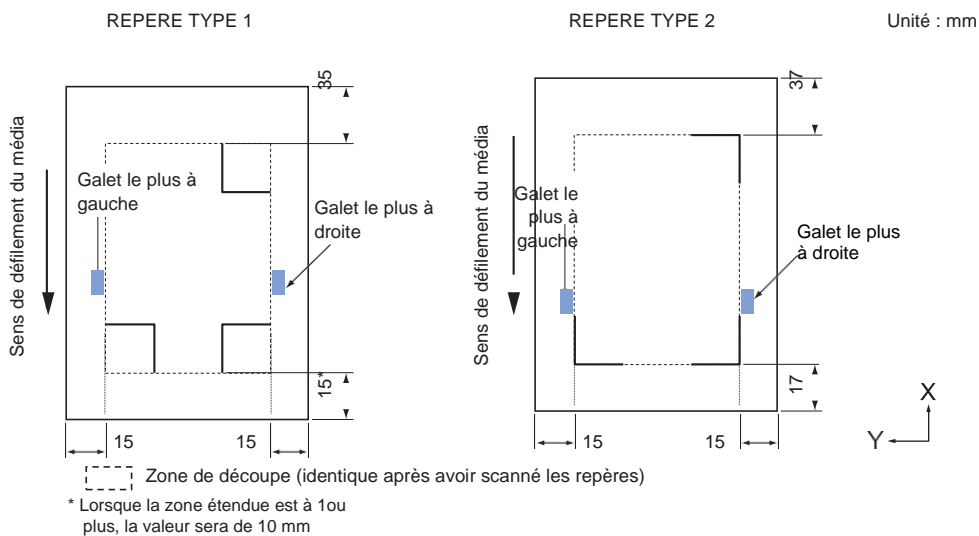 REPERE TYPE 1
REPERE TYPE 2
Unité : mm
35
Sens de défilement du média
Galet le plus à
gauche
Galet le plus à
droite
15*
15
15
37
Sens de défilement du média
Galet le
plus à
gauche
Galet le plus
à droite
17
15
15
X
Y
Zone de découpe (identique après avoir scanné les repères)
* Lorsque la zone étendue est à 1ou
plus, la valeur sera de 10 mm